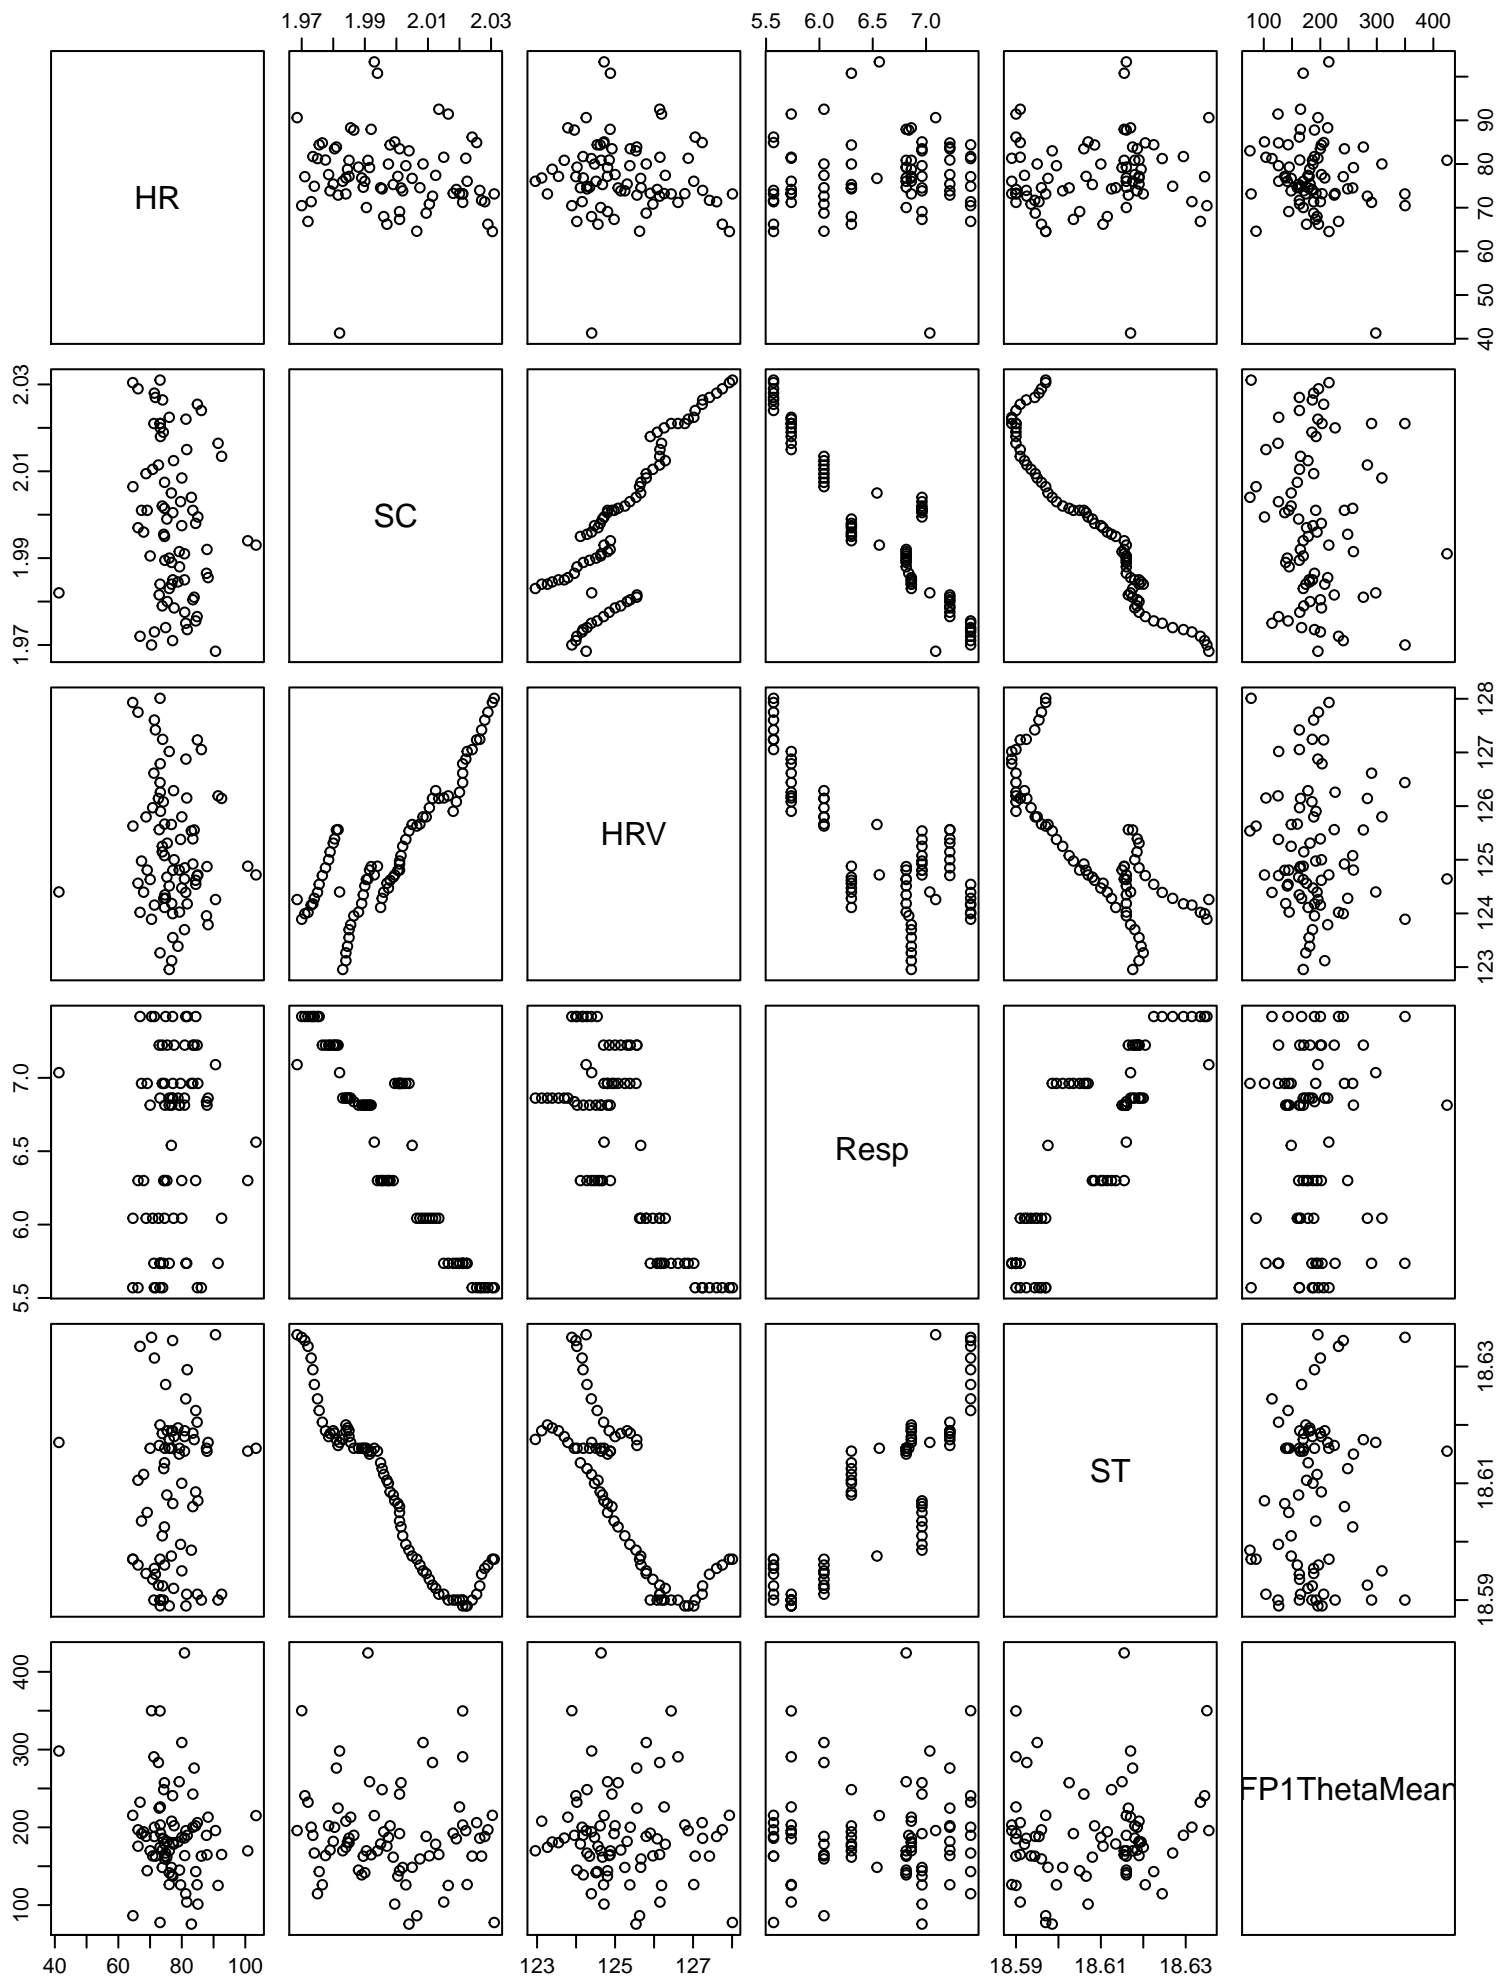 1.97 1.99 2.01 2.03 5.5 6.0 6.5 7.0 100 200 300 400
HR 40 50 60 70 80 90
1.97 1.99 2.01 2.03 SC
HRV 123 124 125 126 127 128
5.5 6.0 6.5 7.0 Resp
ST 18.59 18.61 18.63
100 200 300 400 FP1ThetaMean
40 60 80 100 123 125 127 18.59 18.61 18.63